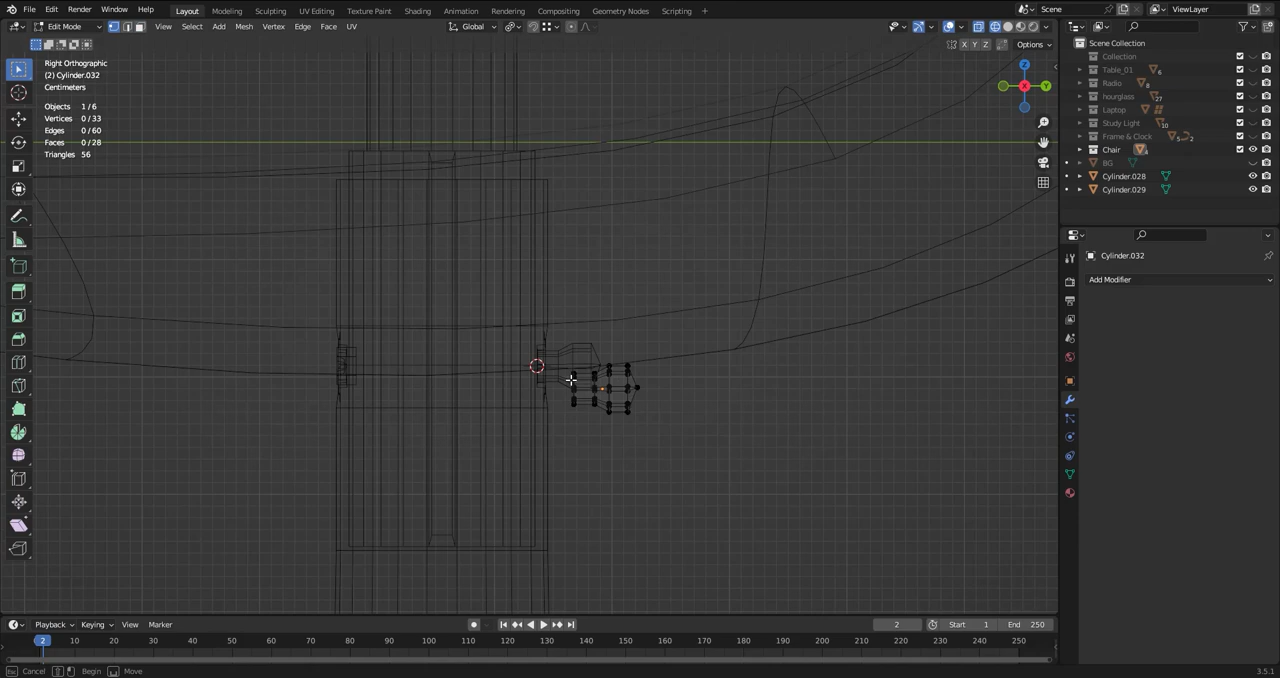 File Edit Render Window Help Layout Modeling Sculpting UV Editing Texture Paint Shading Animation Rendering Compositing Geometry Nodes Scripting + Scene ViewLayer
Edit Mode View Select Add Mesh Vertex Edge Face UV Global
X Y Z Options
Right Orthographic
(2) Cylinder.032
Centimeters
Objects 1/6
Vertices 0/33
Edges 0/60
Faces 0/28
Triangles 56
Z
X
Y
Scene Collection
Collection
Table_01 6
Radio 8
hourglass 27
Laptop
Study Light 10
Frame & Clock 5 2
Chair
BG
Cylinder.028
Cylinder.029
Cylinder.032
Add Modifier
Playback Keying View Marker 2 Start 1 End 250
2 10 20 30 40 50 60 70 80 90 100 110 120 130 140 150 160 170 180 190 200 210 220 230 240 250
Cancel Begin Move 3.5.1